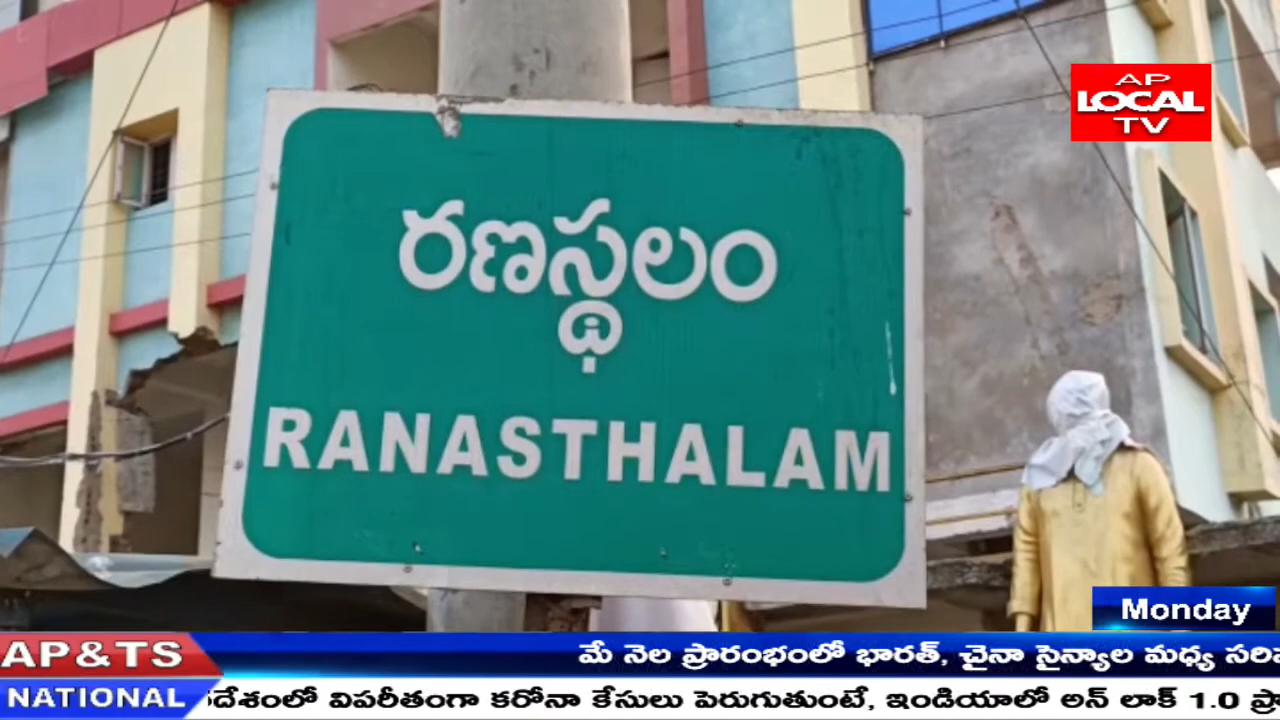 AP
LOCAL
TV
రణస్థలం
RANASTHALAM
Monday
AP&TS
మే నెల ప్రారంభంలో భారత్, చైనా సైన్యాల మధ్య
NATIONAL
విపరీతంగా కరోనా కేసులు పెరుగుతుంటే, ఇండియాలో అన్ లాక్ 1.0